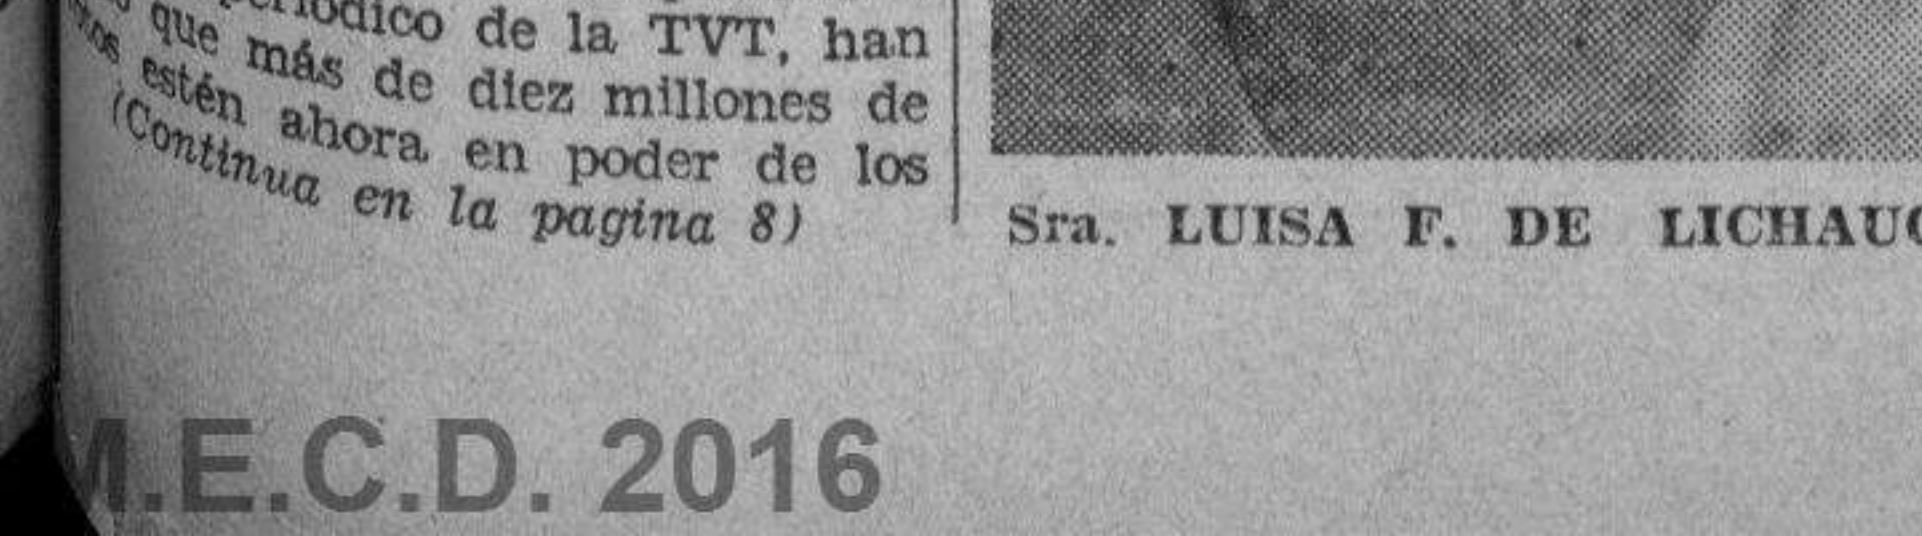 periódico de la TVT, han
que más de diez millones de
estén ahora en poder de los
(Continua en la pagina 8)
Sra. LUISA F. DE
M.E.C.D. 2016